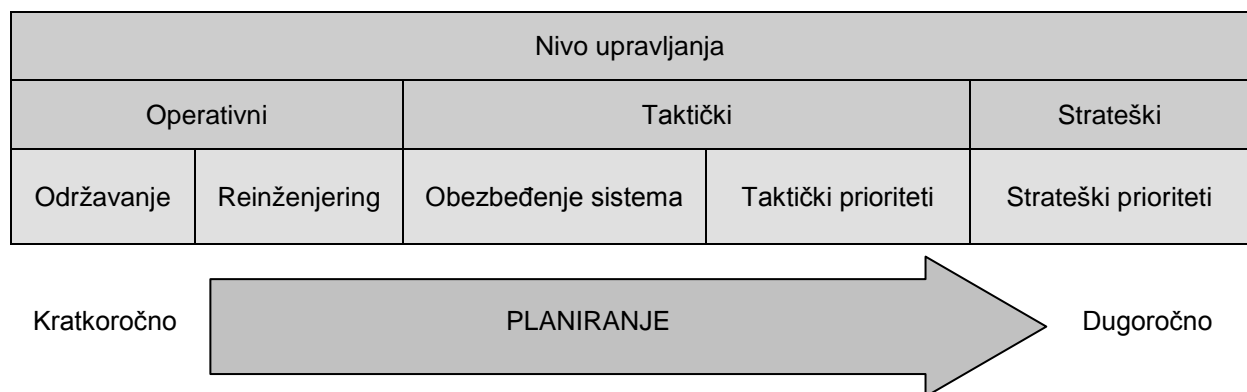 Nivo upravljanja
Operativni Taktički Strateški
Održavanje Reinženjering Obezbeđenje sistema Taktički prioriteti Strateški prioriteti
Kratkoročno PLANIRANJE Dugoročno